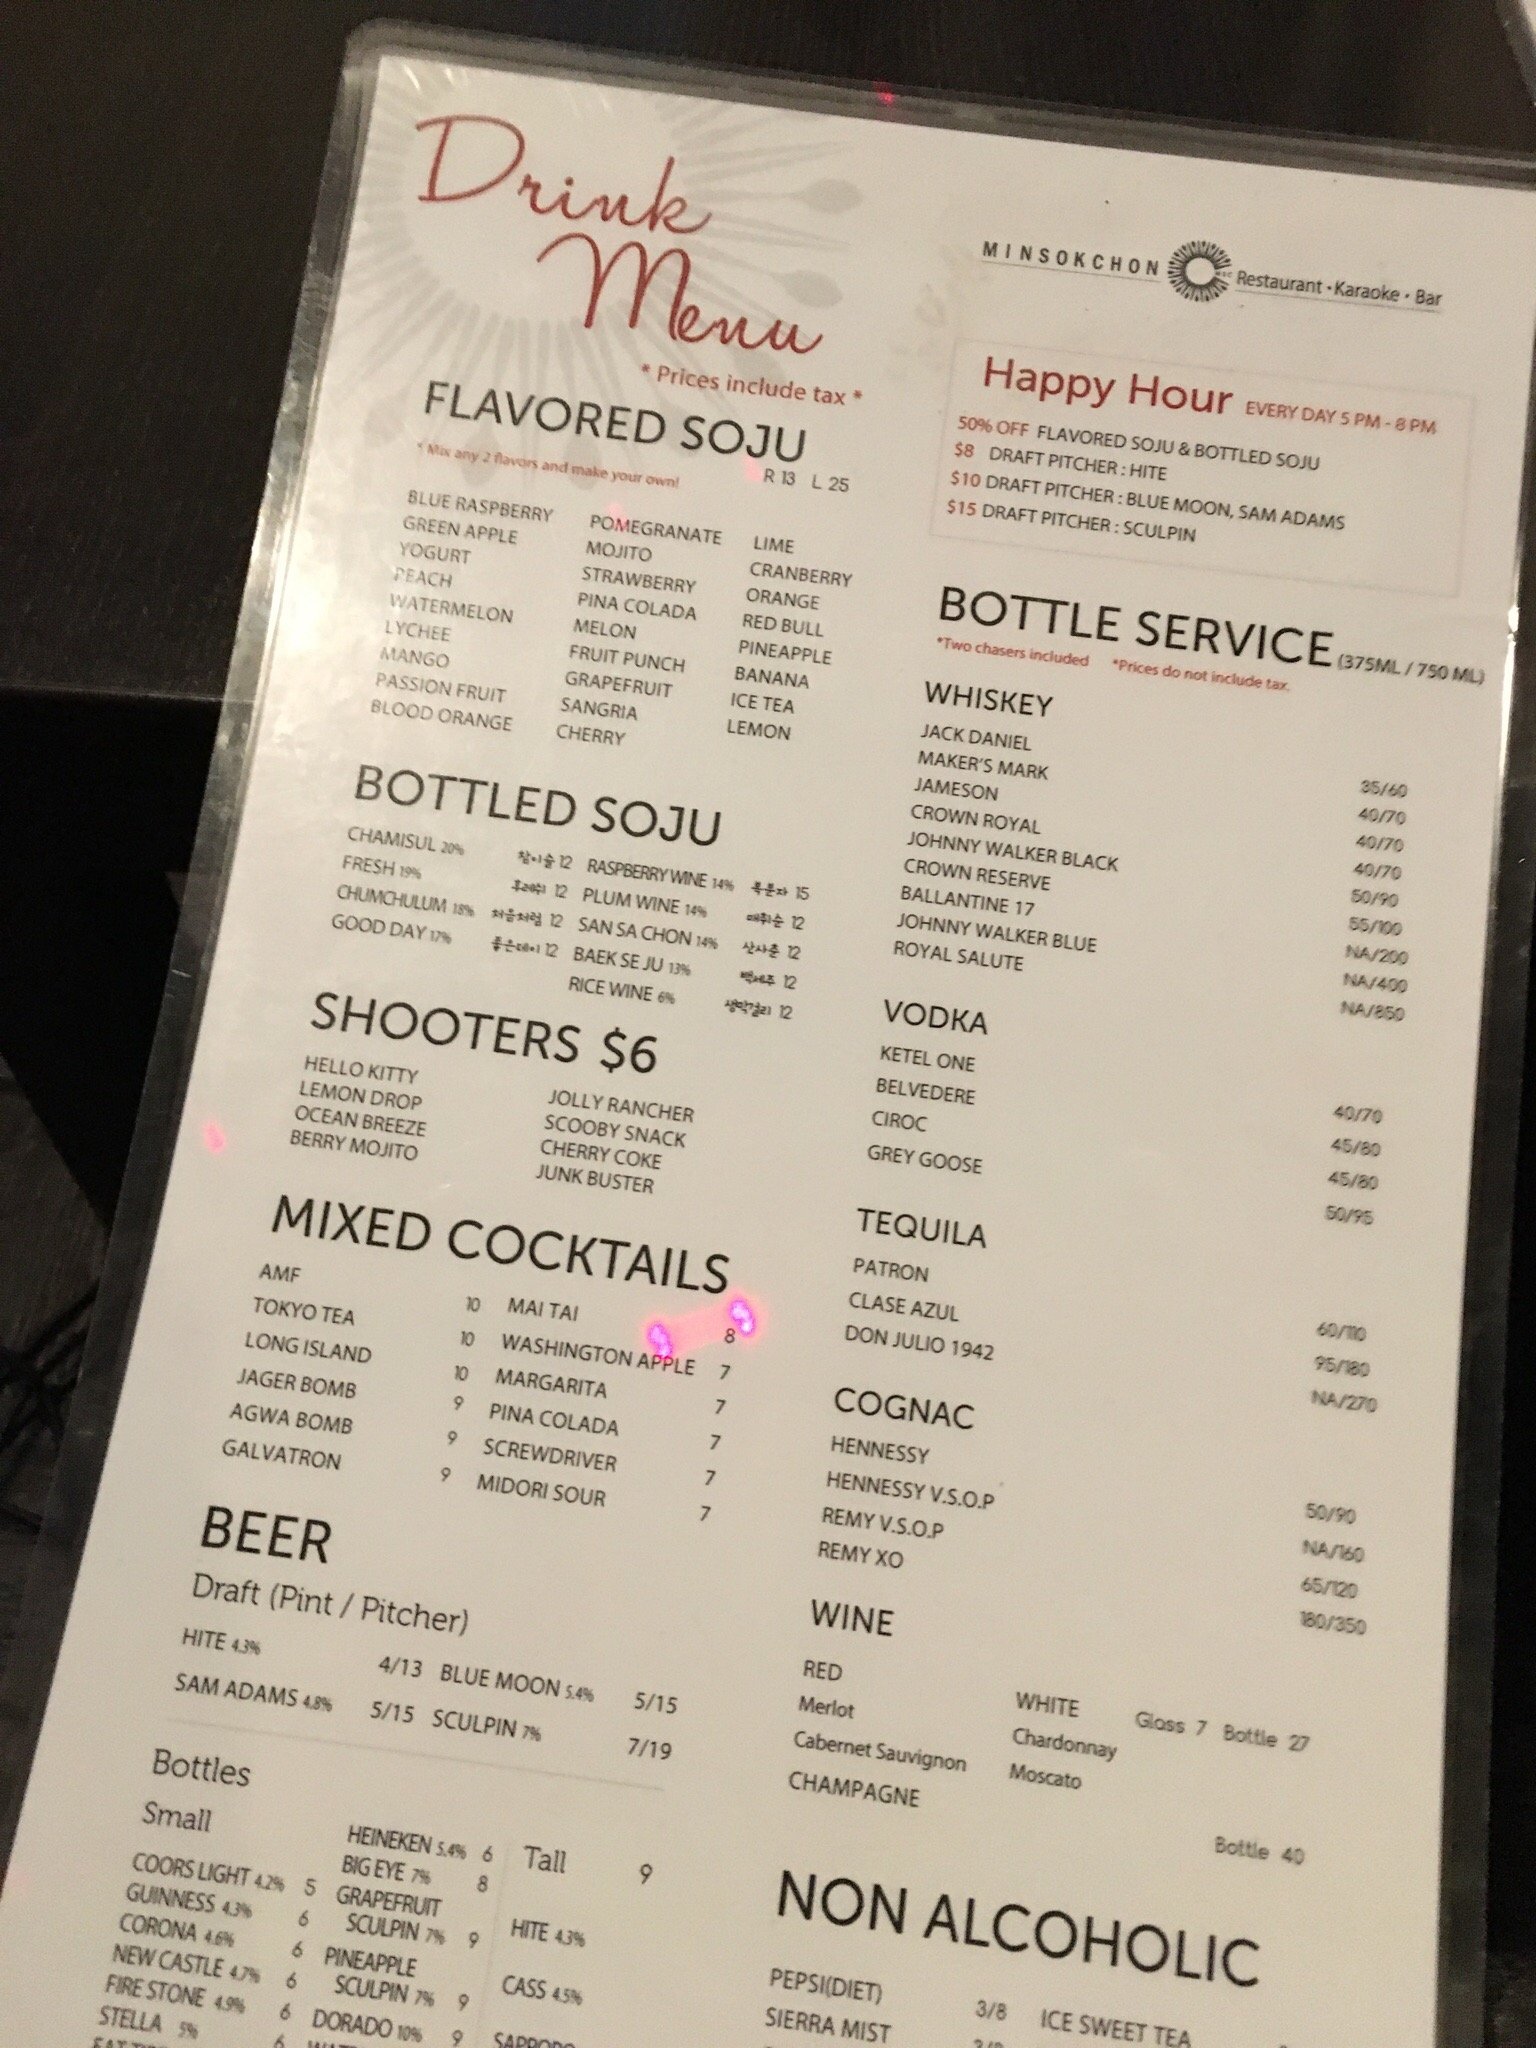 Drink
Menu
* Prices include tax *
MINSOKCHON Restaurant • Karaoke • Bar
FLAVORED SOJU
* Mix any 2 flavors and make your own! R 13 L 25
BLUE RASPBERRY
GREEN APPLE
YOGURT
PEACH
WATERMELON
LYCHEE
MANGO
PASSION FRUIT
BLOOD ORANGE
POMEGRANATE
MOJITO
STRAWBERRY
PINA COLADA
MELON
FRUIT PUNCH
GRAPEFRUIT
SANGRIA
CHERRY
LIME
CRANBERRY
ORANGE
RED BULL
PINEAPPLE
BANANA
ICE TEA
LEMON
BOTTLED SOJU
CHAMISUL 20% 참이슬 12
FRESH 19% 후레쉬 12
CHUMCHULUM 18% 처음처럼 12
GOOD DAY 17% 좋은데이 12
RASPBERRY WINE 14% 복분자 15
PLUM WINE 14% 매취순 12
SAN SA CHON 14% 산사춘 12
BAEK SE JU 13% 백세주 12
RICE WINE 6% 생막걸리 12
SHOOTERS $6
HELLO KITTY
LEMON DROP
OCEAN BREEZE
BERRY MOJITO
JOLLY RANCHER
SCOOBY SNACK
CHERRY COKE
JUNK BUSTER
MIXED COCKTAILS
AMF 10
TOKYO TEA 10
LONG ISLAND 10
JAGER BOMB 9
AGWA BOMB 9
GALVATRON 9
MAI TAI 8
WASHINGTON APPLE 7
MARGARITA 7
PINA COLADA 7
SCREWDRIVER 7
MIDORI SOUR 7
BEER
Draft (Pint / Pitcher)
HITE 4.3% 4/13 BLUE MOON 5.4% 5/15
SAM ADAMS 4.8% 5/15 SCULPIN 7% 7/19
Bottles
Small
COORS LIGHT 4.2% 5
GUINNESS 4.3% 6
CORONA 4.6% 6
NEW CASTLE 4.7% 6
FIRE STONE 4.9% 6
STELLA 5% 6
HEINEKEN 5.4% 6
BIG EYE 7% 8
GRAPEFRUIT
SCULPIN 7% 9
PINEAPPLE
SCULPIN 7% 9
DORADO 10% 9
Tall 9
HITE 4.3%
CASS 4.5%
SAPPORO
Happy Hour EVERY DAY 5 PM - 8 PM
50% OFF FLAVORED SOJU & BOTTLED SOJU
$8 DRAFT PITCHER : HITE
$10 DRAFT PITCHER : BLUE MOON, SAM ADAMS
$15 DRAFT PITCHER : SCULPIN
BOTTLE SERVICE (375ML / 750 ML)
*Two chasers included *Prices do not include tax.
WHISKEY
JACK DANIEL 35/60
MAKER'S MARK 40/70
JAMESON 40/70
CROWN ROYAL 40/70
JOHNNY WALKER BLACK 50/90
CROWN RESERVE 55/100
BALLANTINE 17 NA/200
JOHNNY WALKER BLUE NA/400
ROYAL SALUTE NA/850
VODKA
KETEL ONE 40/70
BELVEDERE 45/80
CIROC 45/80
GREY GOOSE 50/95
TEQUILA
PATRON 60/110
CLASE AZUL 95/180
DON JULIO 1942 NA/270
COGNAC
HENNESSY 50/90
HENNESSY V.S.O.P NA/160
REMY V.S.O.P 65/120
REMY XO 180/350
WINE
RED WHITE Glass 7 Bottle 27
Merlot Chardonnay
Cabernet Sauvignon Moscato
CHAMPAGNE Bottle 40
NON ALCOHOLIC
PEPSI(DIET) 3/8 ICE SWEET TEA
SIERRA MIST